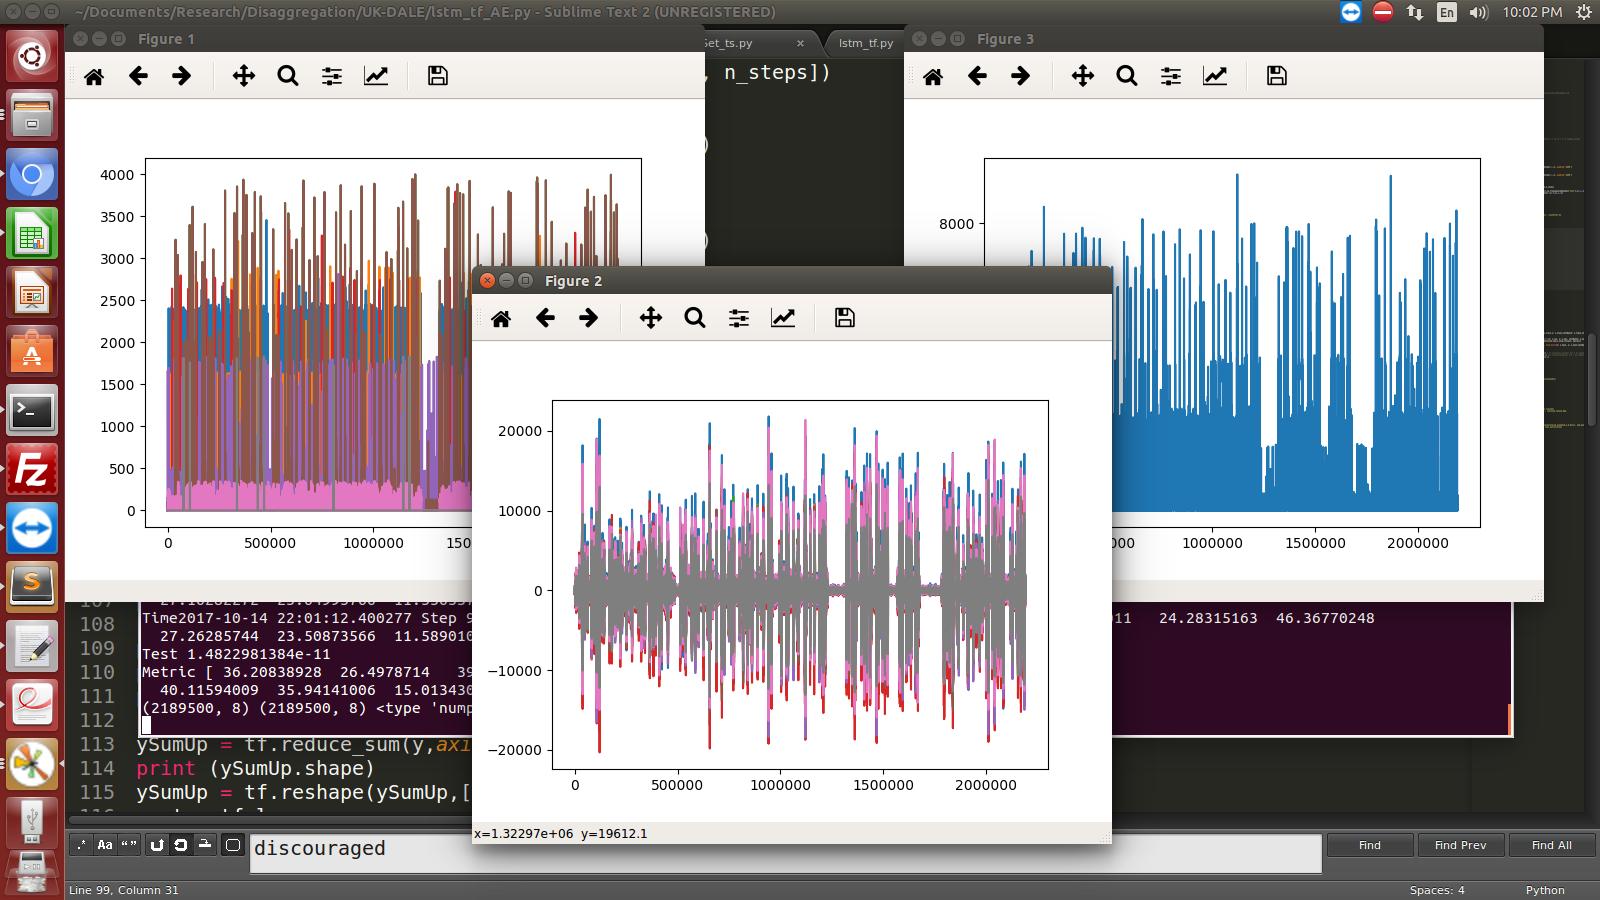 ~/Documents/Research/Disaggregation/UK-DALE/lstm_tf_AE.py - Sublime Text 2 (UNREGISTERED)
En
10:02 PM
Figure 1
Set_ts.py
×
lstm_tf.py
Figure 3
n_steps])
4000
3500
3000
2500
2000
1500
1000
500
0
0
500000
1000000
150
8000
1000000
1500000
2000000
Figure 2
20000
10000
0
−10000
−20000
0
500000
1000000
1500000
2000000
x=1.32297e+06 y=19612.1
108
109
110
111
112
113
114
115
Time2017-10-14 22:01:12.400277 Step 9
27.26285744 23.50873566 11.589010
Test 1.4822981384e-11
Metric [ 36.20838928 26.4978714 39
40.11594009 35.94141006 15.013430
(2189500, 8) (2189500, 8) <type 'nump
011 24.28315163 46.36770248
ySumUp = tf.reduce_sum(y,axi
print (ySumUp.shape)
ySumUp = tf.reshape(ySumUp,[
.* Aa “ ”
discouraged
Find
Find Prev
Find All
Line 99, Column 31
Spaces: 4
Python